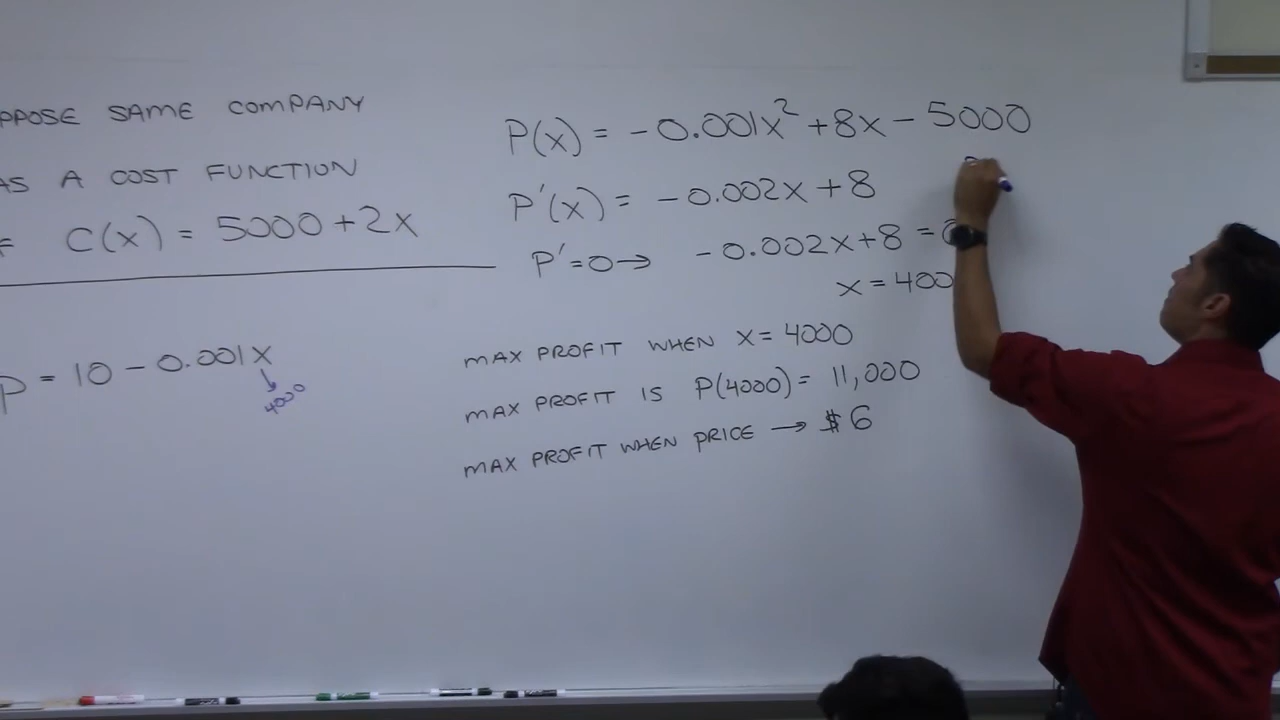 SAME COMPANY
AS A COST FUNCTION
C(x) = 5000 + 2x
p = 10 - 0.001x
4000
P(x) = -0.001x² + 8x - 5000
P'(x) = -0.002x + 8
P' = 0 → -0.002x + 8 =
x = 400
MAX PROFIT WHEN x = 4000
MAX PROFIT IS P(4000) = 11,000
MAX PROFIT WHEN PRICE → $6